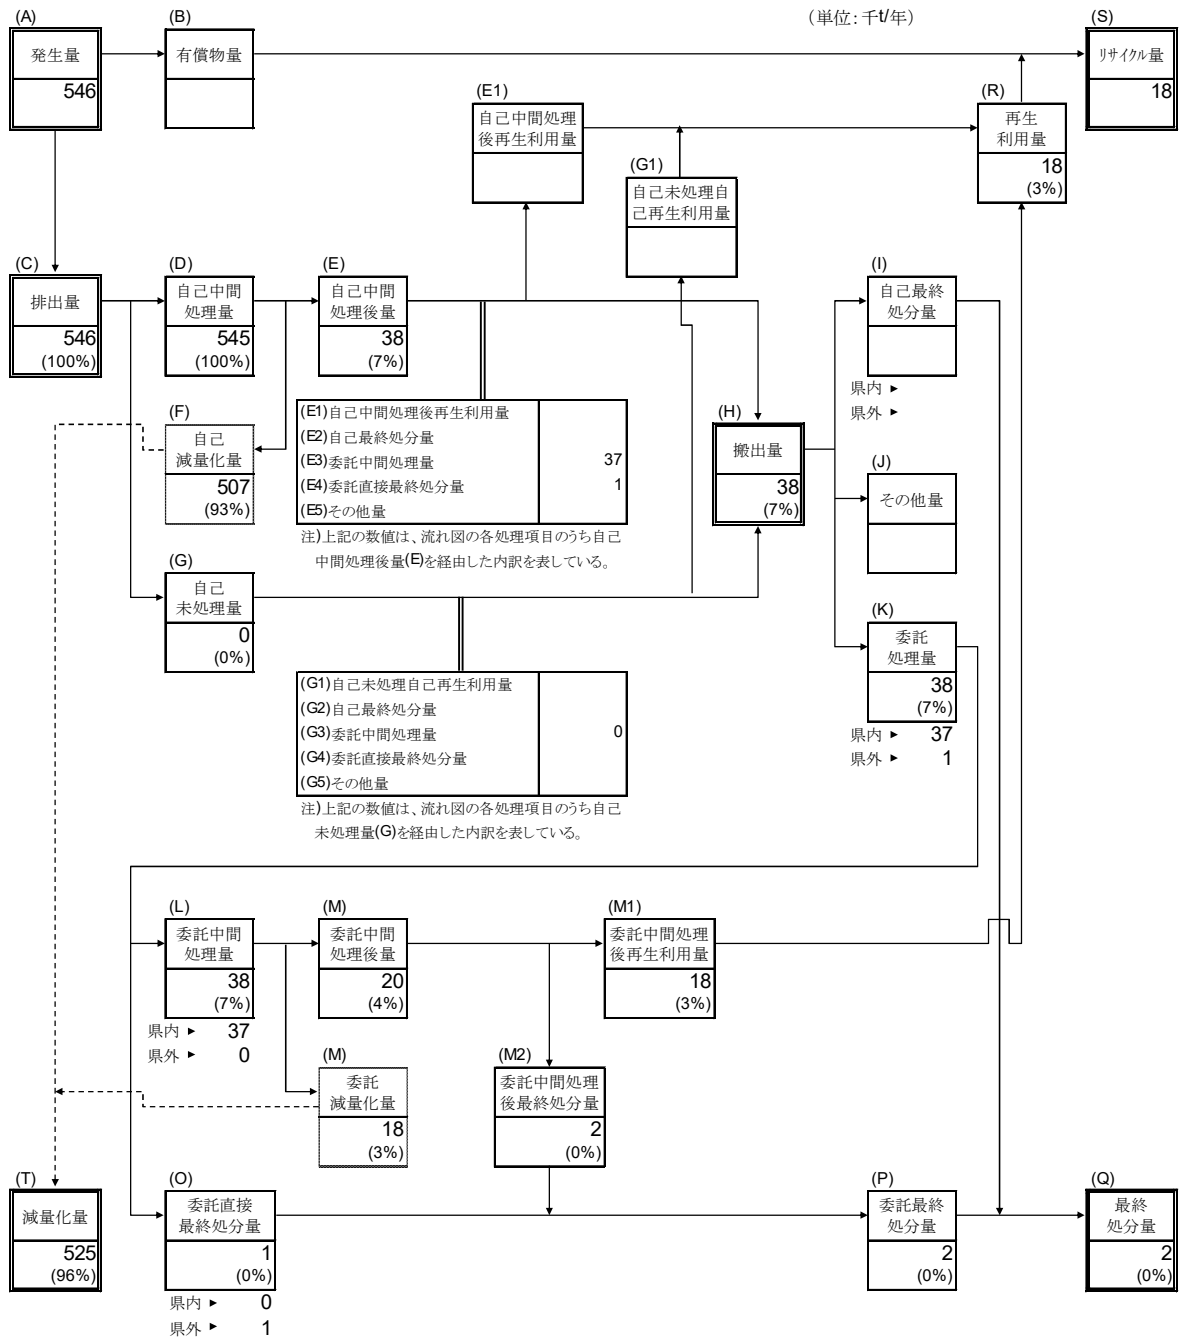 (単位:千t/年)
(A)
発生量
546
(B)
有償物量
(S)
リサイクル量
18
(E1)
自己中間処理
後再生利用量
(R)
再生
利用量
18
(3%)
(G1)
自己未処理自
己再生利用量
(C)
排出量
546
(100%)
(D)
自己中間
処理量
545
(100%)
(E)
自己中間
処理後量
38
(7%)
(I)
自己最終
処分量
県内 ►
県外 ►
(F)
自己
減量化量
507
(93%)
(E1)自己中間処理後再生利用量
(E2)自己最終処分量
(E3)委託中間処理量 37
(E4)委託直接最終処分量 1
(E5)その他量
注)上記の数値は、流れ図の各処理項目のうち自己
中間処理後量(E)を経由した内訳を表している。
(H)
搬出量
38
(7%)
(J)
その他量
(G)
自己
未処理量
0
(0%)
(K)
委託
処理量
38
(7%)
県内 ► 37
県外 ► 1
(G1)自己未処理自己再生利用量
(G2)自己最終処分量
(G3)委託中間処理量 0
(G4)委託直接最終処分量
(G5)その他量
注)上記の数値は、流れ図の各処理項目のうち自己
未処理量(G)を経由した内訳を表している。
(L)
委託中間
処理量
38
(7%)
県内 ► 37
県外 ► 0
(M)
委託中間
処理後量
20
(4%)
(M1)
委託中間処理
後再生利用量
18
(3%)
(M)
委託
減量化量
18
(3%)
(M2)
委託中間処理
後最終処分量
2
(0%)
(T)
減量化量
525
(96%)
(O)
委託直接
最終処分量
1
(0%)
県内 ► 0
県外 ► 1
(P)
委託最終
処分量
2
(0%)
(Q)
最終
処分量
2
(0%)